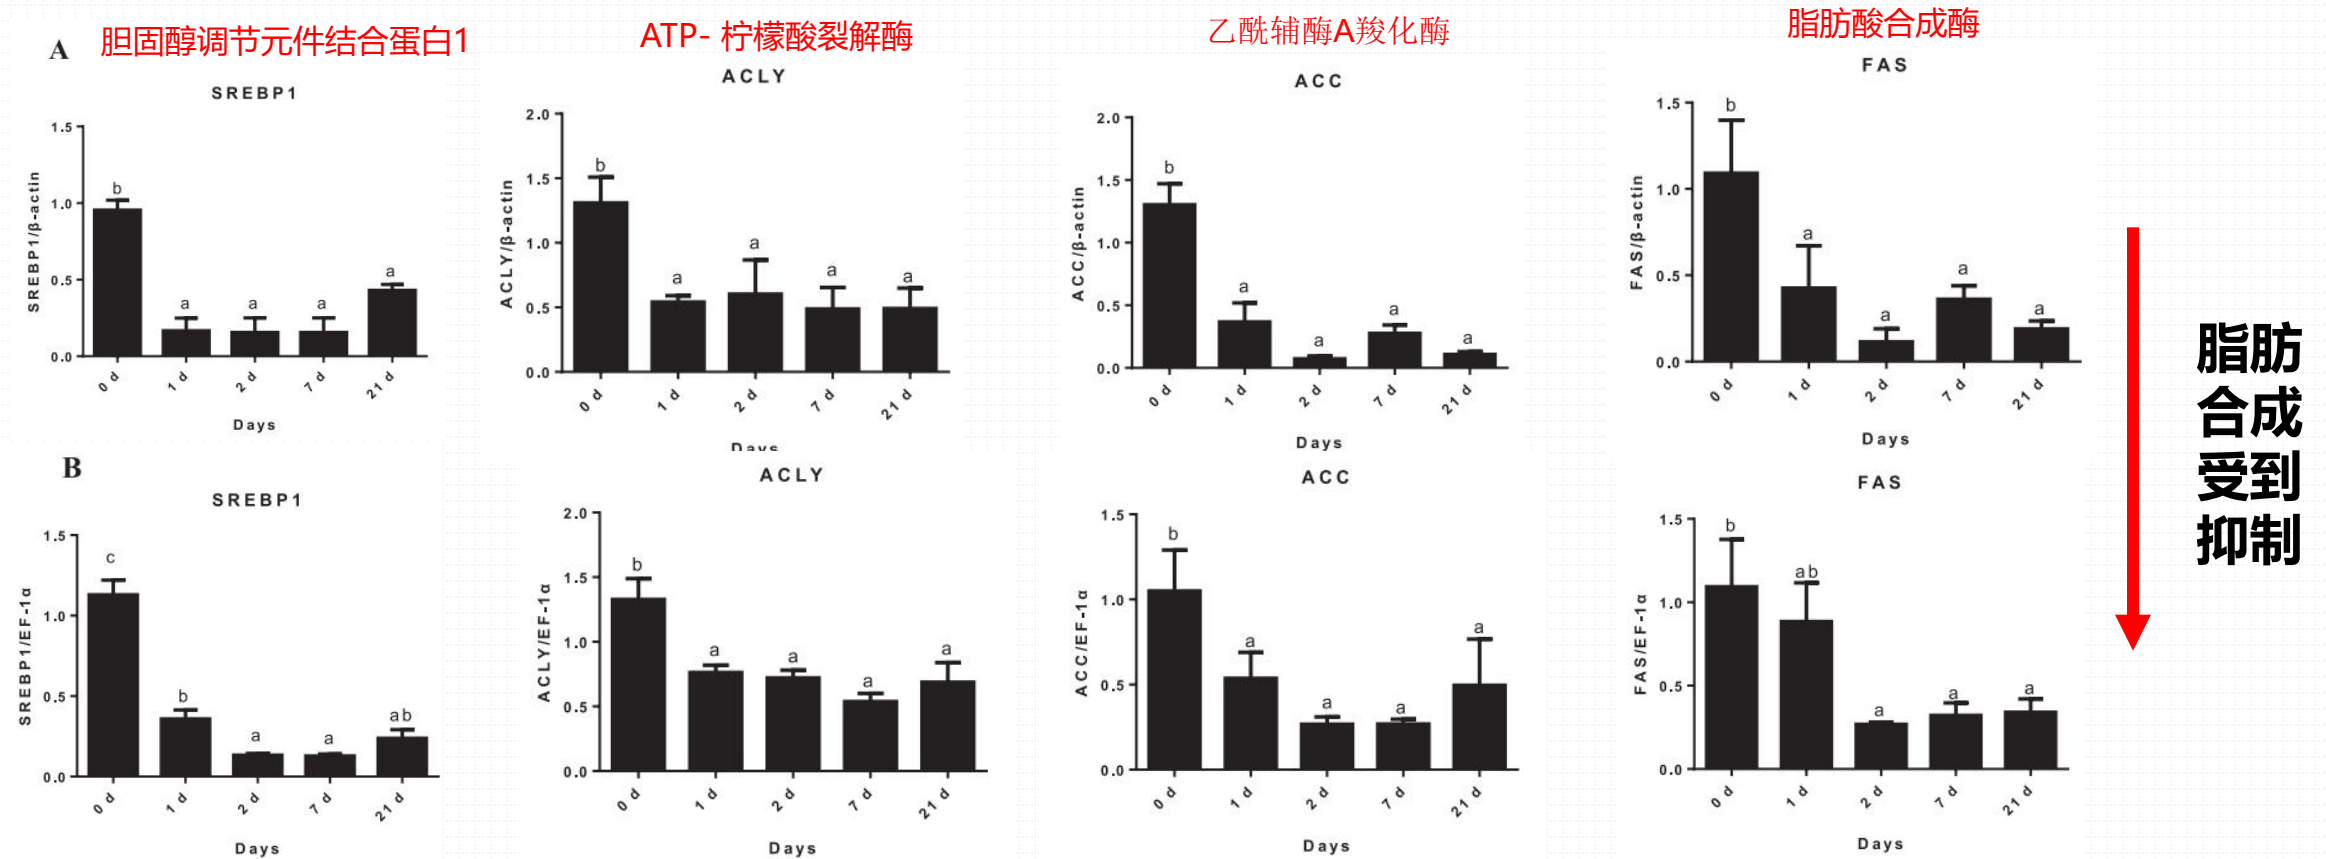 A
胆固醇调节元件结合蛋白1
ATP- 柠檬酸裂解酶
乙酰辅酶A羧化酶
脂肪酸合成酶
SREBP1
SREBP1/β-actin
1.5
1.0
0.5
0.0
b
a
a
a
a
0 d
1 d
2 d
7 d
21 d
Days
ACLY
ACLY/β-actin
2.0
1.5
1.0
0.5
0.0
b
a
a
a
a
0 d
1 d
2 d
7 d
21 d
Days
ACC
ACC/β-actin
2.0
1.5
1.0
0.5
0.0
b
a
a
a
a
0 d
1 d
2 d
7 d
21 d
Days
FAS
FAS/β-actin
1.5
1.0
0.5
0.0
b
a
a
a
a
0 d
1 d
2 d
7 d
21 d
Days
B
SREBP1
SREBP1/EF-1α
1.5
1.0
0.5
0.0
c
b
a
a
ab
0 d
1 d
2 d
7 d
21 d
Days
ACLY
ACLY/EF-1α
2.0
1.5
1.0
0.5
0.0
b
a
a
a
a
0 d
1 d
2 d
7 d
21 d
Days
ACC
ACC/EF-1α
1.5
1.0
0.5
0.0
b
a
a
a
a
0 d
1 d
2 d
7 d
21 d
Days
FAS
FAS/EF-1α
1.5
1.0
0.5
0.0
b
ab
a
a
a
0 d
1 d
2 d
7 d
21 d
Days
脂肪
合成
受到
抑制